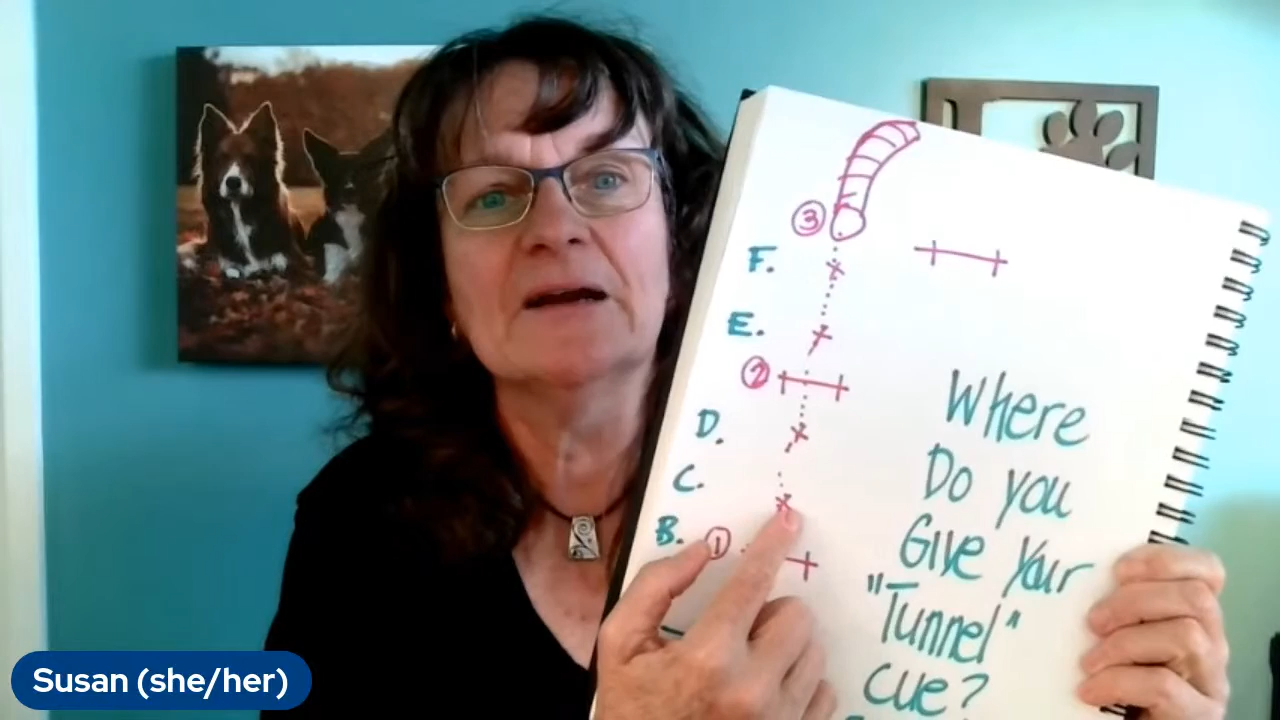 ③
F.
E.
②
D.
C.
B.
①
Where
Do you
Give Your
"Tunnel"
cue?
Susan (she/her)